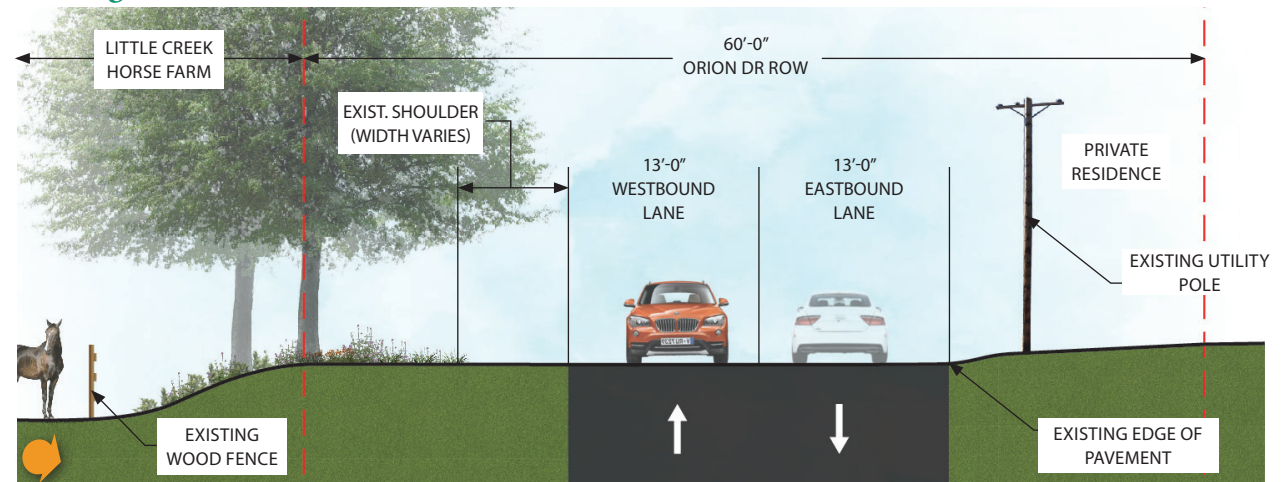 LITTLE CREEK
HORSE FARM
60'-0"
ORION DR ROW
EXIST. SHOULDER
(WIDTH VARIES)
13'-0"
WESTBOUND
LANE
13'-0"
EASTBOUND
LANE
PRIVATE
RESIDENCE
EXISTING UTILITY
POLE
EXISTING
WOOD FENCE
EXISTING EDGE OF
PAVEMENT